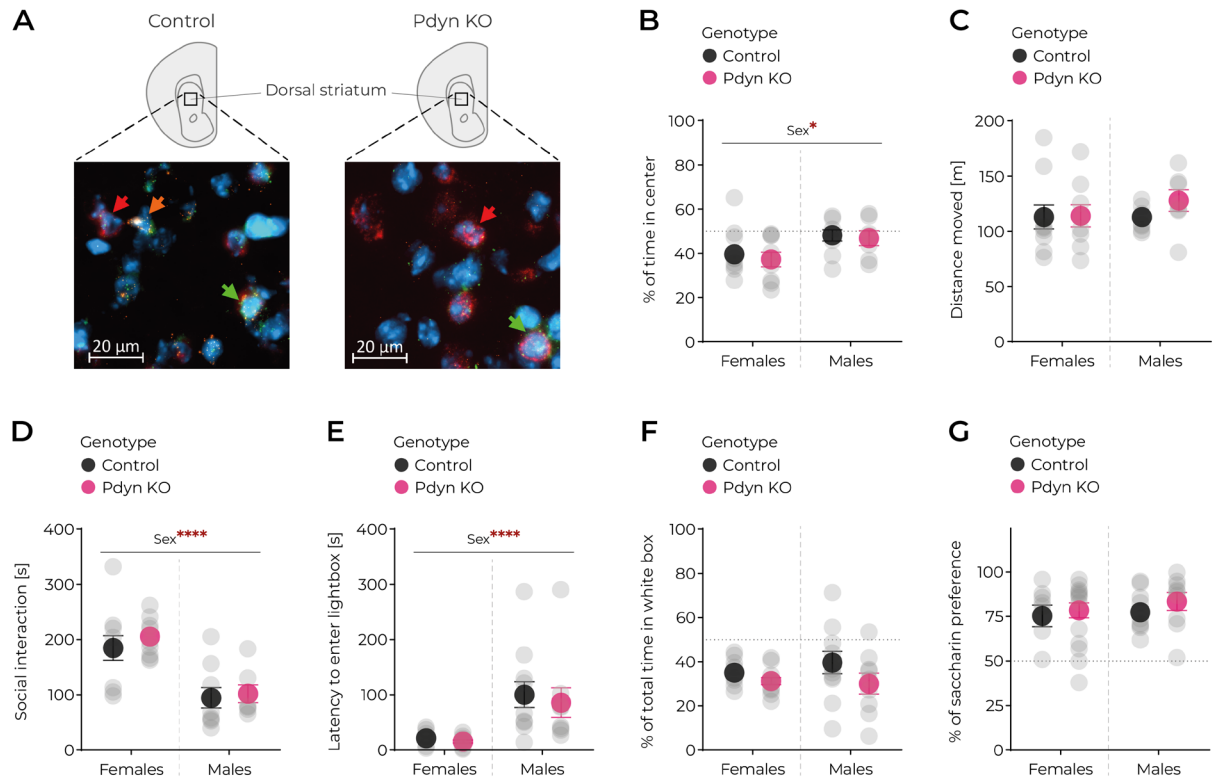 A
Control
Pdyn KO
Dorsal striatum
20 µm
20 µm
B
Genotype
Control
Pdyn KO
% of time in center
100
80
60
40
20
0
Sex*
Females
Males
C
Genotype
Control
Pdyn KO
Distance moved [m]
200
150
100
50
0
Females
Males
D
Genotype
Control
Pdyn KO
Social interaction [s]
400
300
200
100
0
Sex****
Females
Males
E
Genotype
Control
Pdyn KO
Latency to enter lightbox [s]
400
300
200
100
0
Sex****
Females
Males
F
Genotype
Control
Pdyn KO
% of total time in white box
100
80
60
40
20
0
Females
Males
G
Genotype
Control
Pdyn KO
% of saccharin preference
100
75
50
25
0
Females
Males